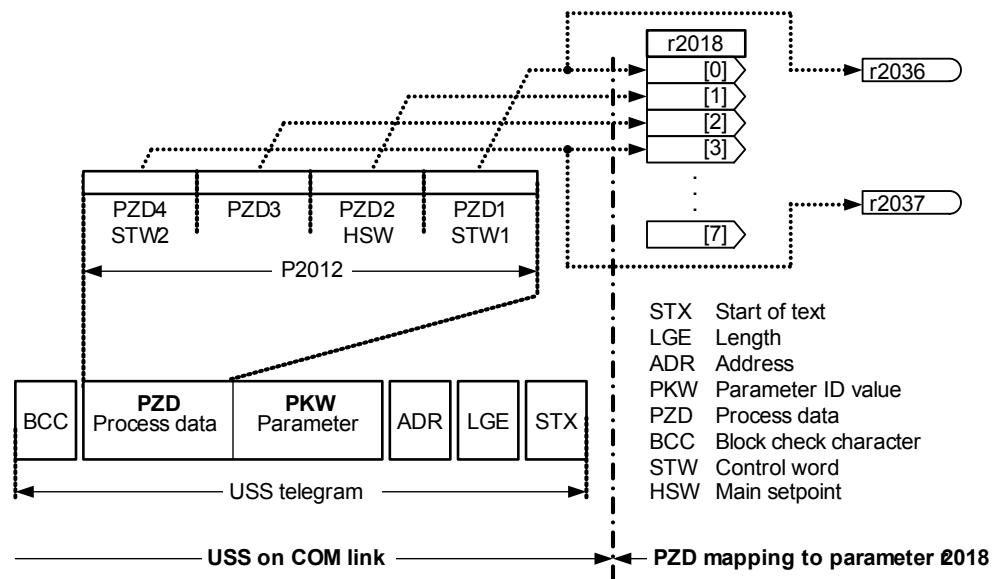 r2018
[0]
[1]
[2]
[3]
[7]
r2036
r2037
PZD4 PZD3 PZD2 PZD1
STW2 HSW STW1
P2012
STX Start of text
LGE Length
ADR Address
PKW Parameter ID value
PZD Process data
BCC Block check character
STW Control word
HSW Main setpoint
BCC
PZD
Process data
PKW
Parameter
ADR
LGE
STX
USS telegram
USS on COM link
PZD mapping to parameter r2018